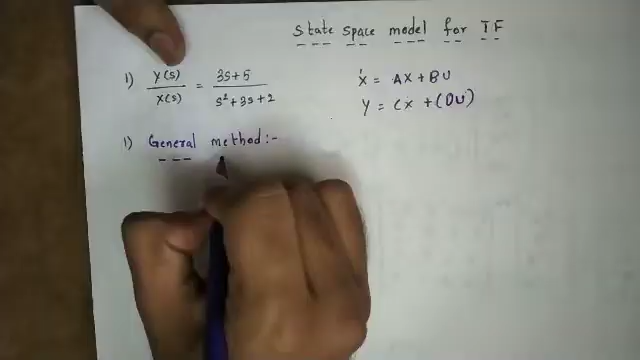 State space model for TF
1) Y(s)/X(s) = 3s+5/s²+3s+2
Ẋ = AX + BU
Y = CX + (DU)
1) General method:-